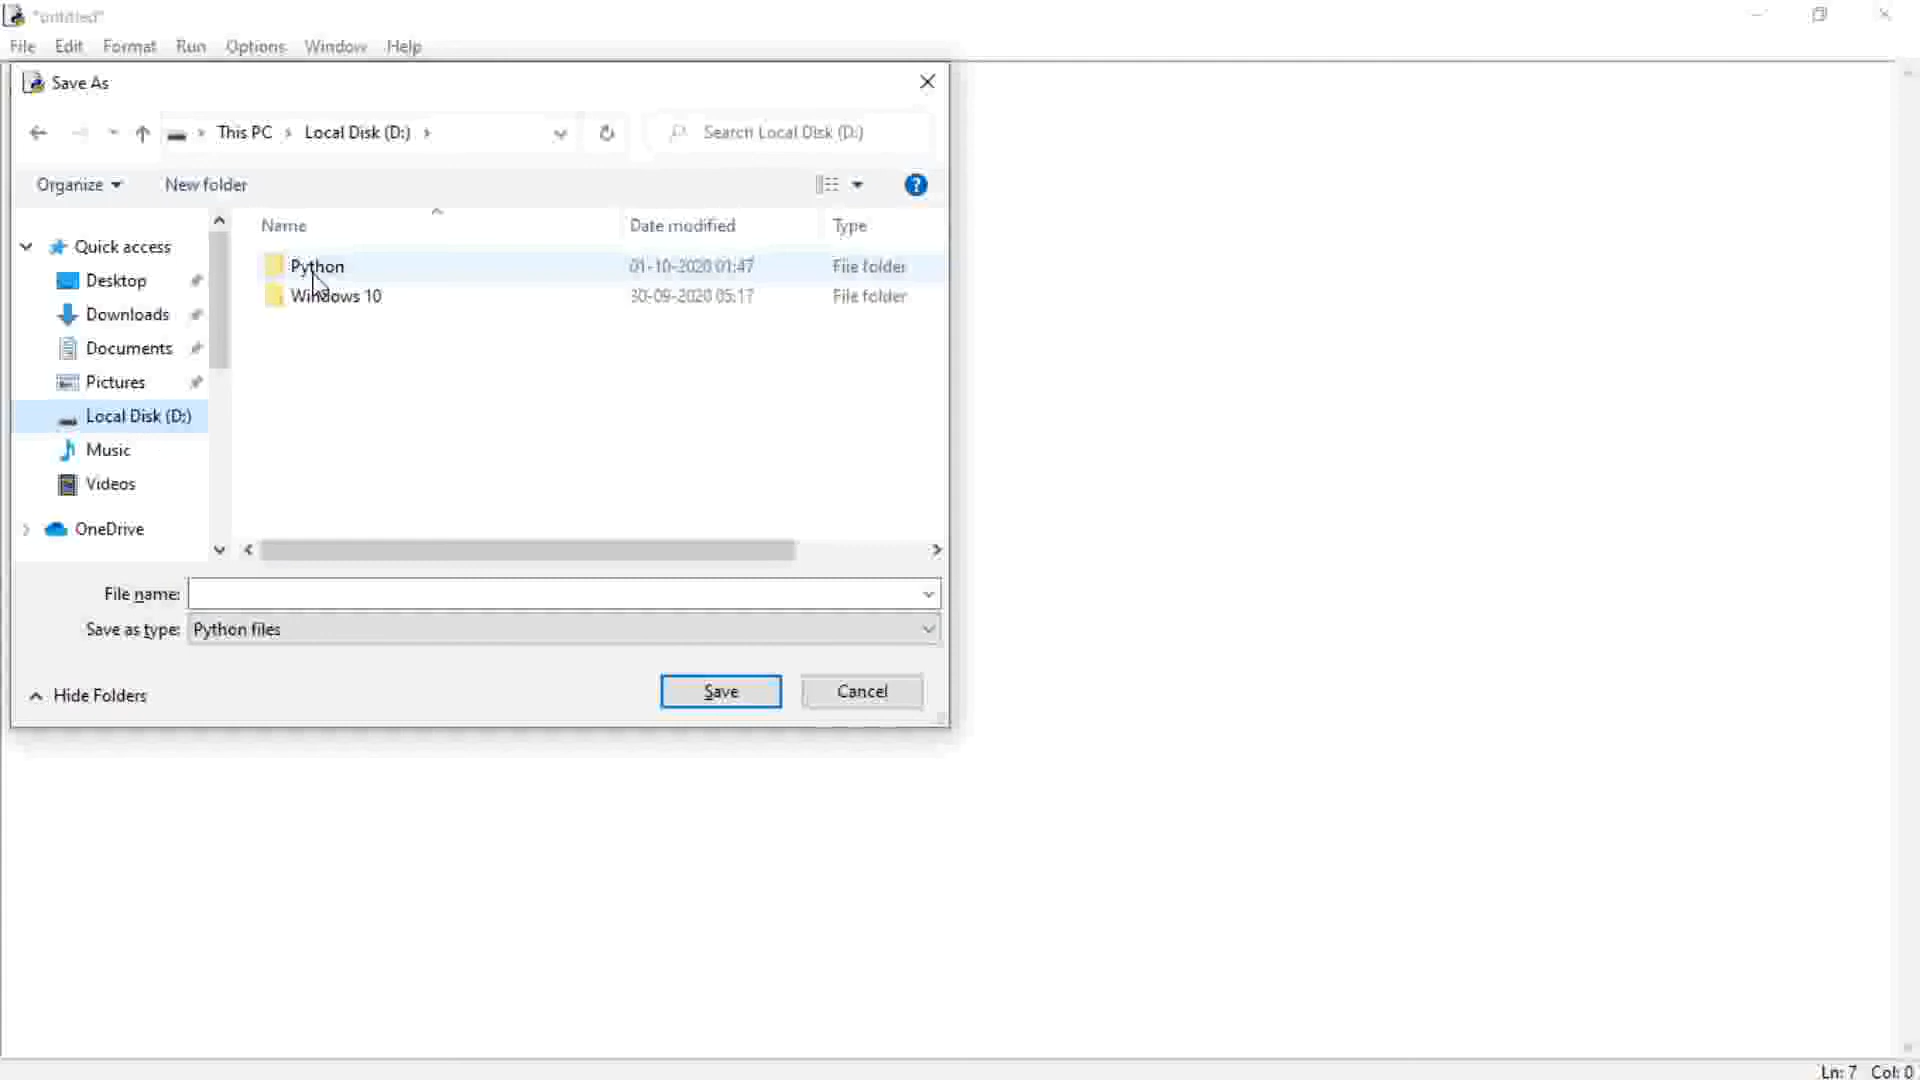 *untitled*
File Edit Format Run Options Window Help
Save As
This PC Local Disk (D:)
Search Local Disk (D:)
Organize New folder
Name Date modified Type
Python 01-10-2020 01:47 File folder
Windows 10 30-09-2020 05:17 File folder
Quick access
Desktop
Downloads
Documents
Pictures
Local Disk (D:)
Music
Videos
OneDrive
File name:
Save as type: Python files
Hide Folders
Save Cancel
Ln: 7 Col: 0